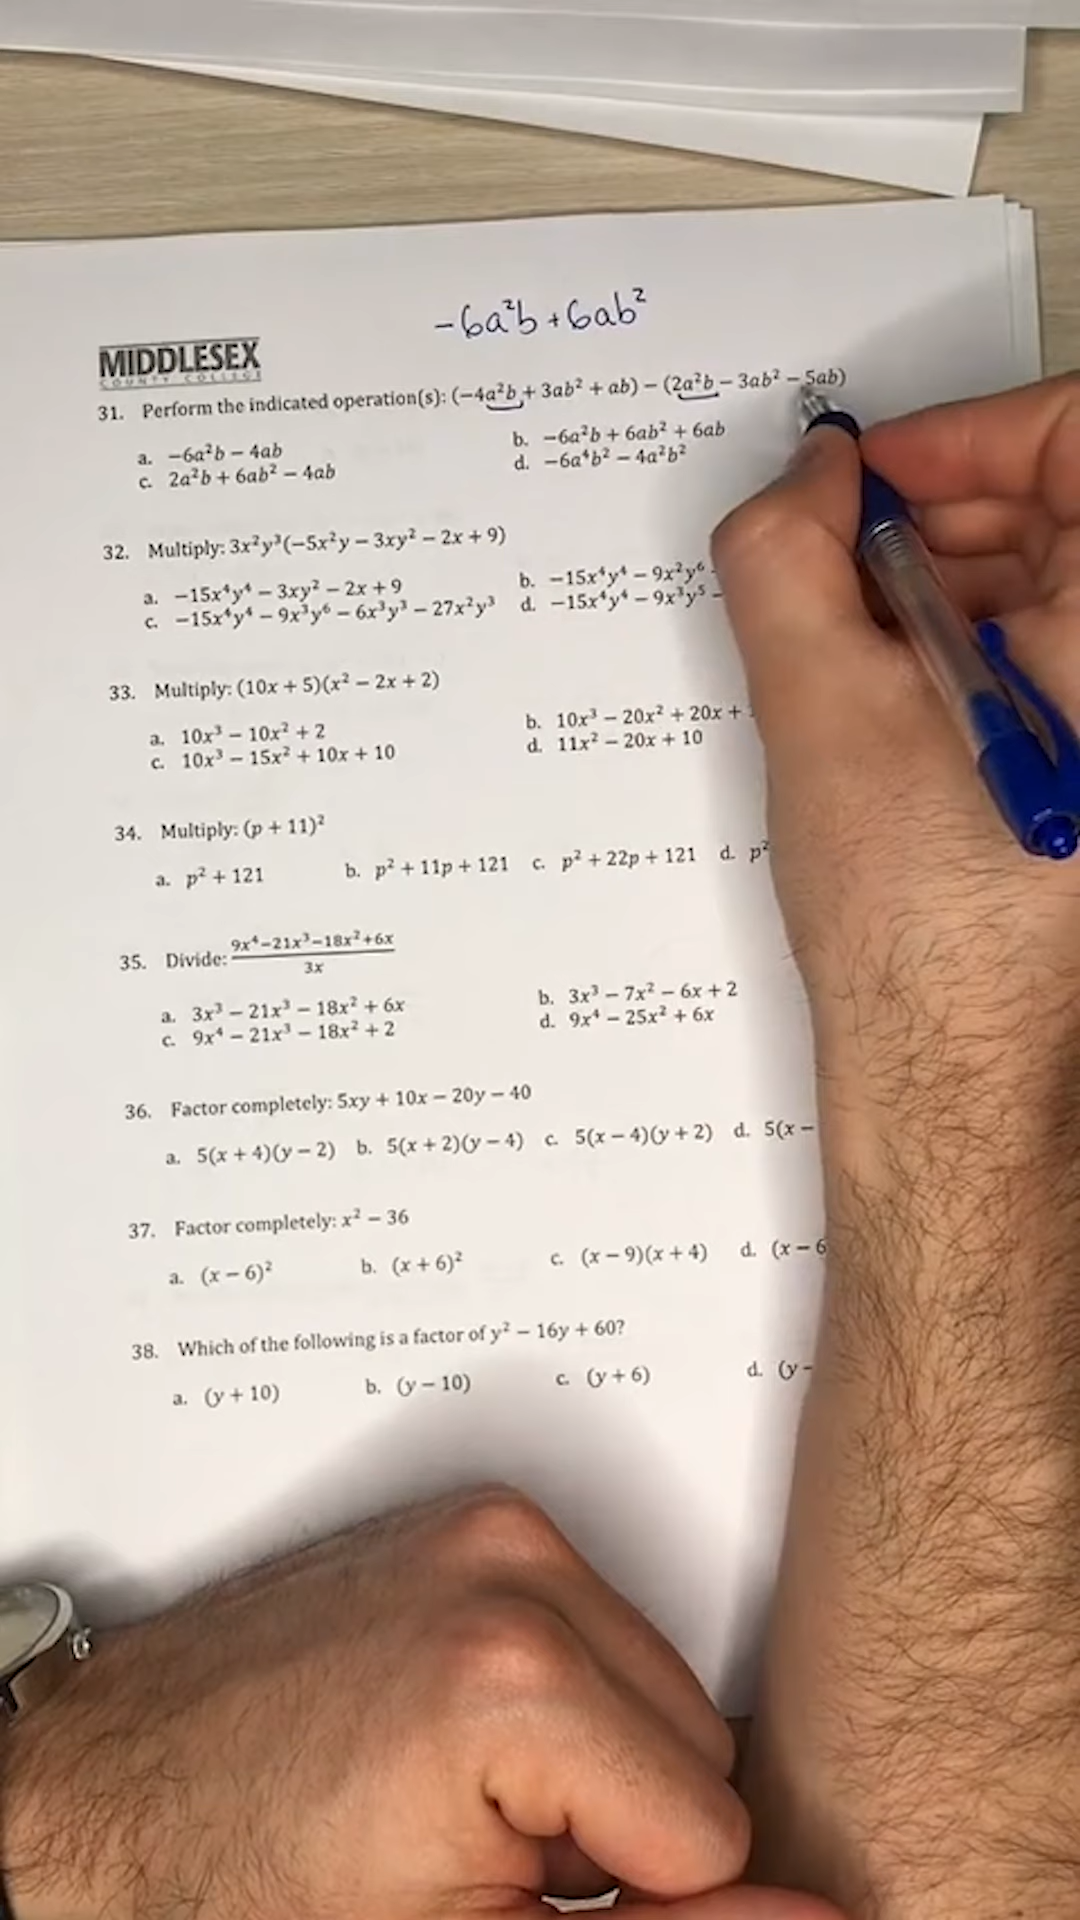 -6a²b + 6ab²
MIDDLESEX
COUNTY COLLEGE
31. Perform the indicated operation(s): (−4a²b + 3ab² + ab) − (2a²b − 3ab² − 5ab)
a. −6a²b − 4ab
b. −6a²b + 6ab² + 6ab
c. 2a²b + 6ab² − 4ab
d. −6a⁴b² − 4a²b²
32. Multiply: 3x²y³(−5x²y − 3xy² − 2x + 9)
a. −15x⁴y⁴ − 3xy² − 2x + 9
b. −15x⁴y⁴ − 9x²y⁶
c. −15x⁴y⁴ − 9x³y⁶ − 6x³y³ − 27x²y³
d. −15x⁴y⁴ − 9x³y⁵ −
33. Multiply: (10x + 5)(x² − 2x + 2)
a. 10x³ − 10x² + 2
b. 10x³ − 20x² + 20x +
c. 10x³ − 15x² + 10x + 10
d. 11x² − 20x + 10
34. Multiply: (p + 11)²
a. p² + 121
b. p² + 11p + 121
c. p² + 22p + 121
d. p²
35. Divide: 9x⁴−21x³−18x²+6x
3x
a. 3x³ − 21x³ − 18x² + 6x
b. 3x³ − 7x² − 6x + 2
c. 9x⁴ − 21x³ − 18x² + 2
d. 9x⁴ − 25x² + 6x
36. Factor completely: 5xy + 10x − 20y − 40
a. 5(x + 4)(y − 2) b. 5(x + 2)(y − 4) c. 5(x − 4)(y + 2) d. 5(x −
37. Factor completely: x² − 36
a. (x − 6)²
b. (x + 6)²
c. (x − 9)(x + 4)
d. (x − 6
38. Which of the following is a factor of y² − 16y + 60?
a. (y + 10)
b. (y − 10)
c. (y + 6)
d. (y −